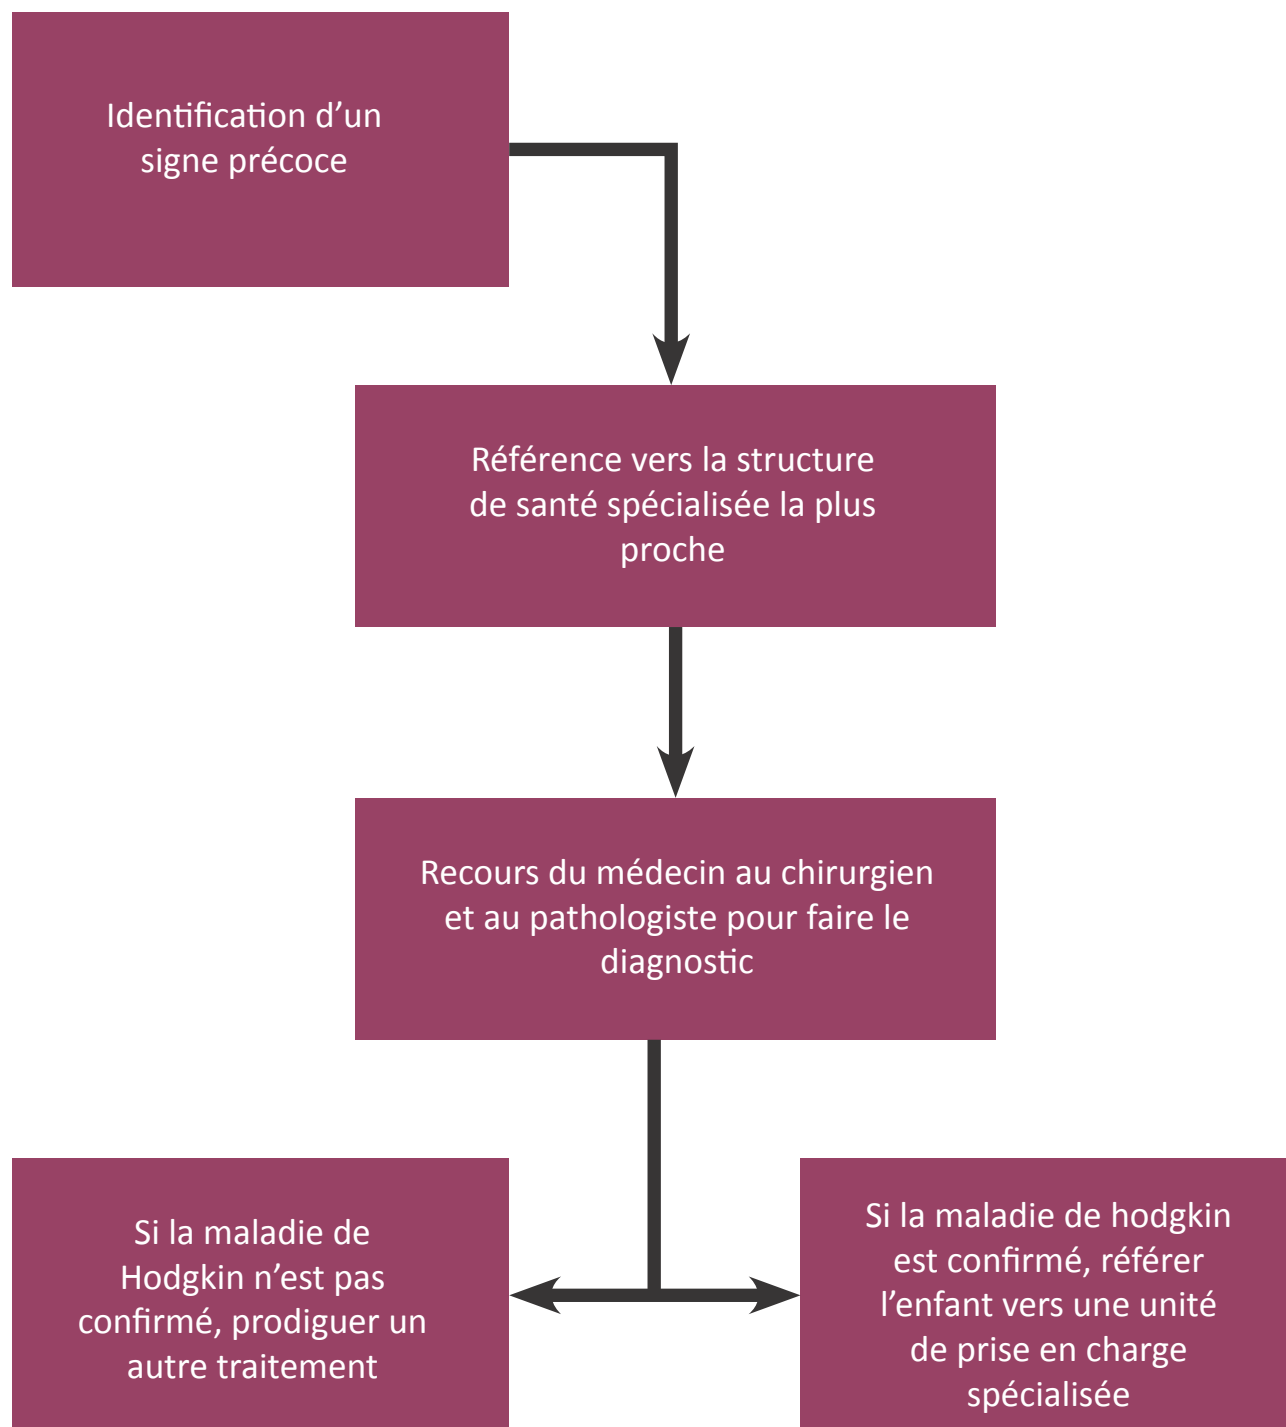 Identification d’un
signe précoce
Référence vers la structure
de santé spécialisée la plus
proche
Recours du médecin au chirurgien
et au pathologiste pour faire le
diagnostic
Si la maladie de
Hodgkin n’est pas
confirmé, prodiguer un
autre traitement
Si la maladie de hodgkin
est confirmé, référer
l’enfant vers une unité
de prise en charge
spécialisée